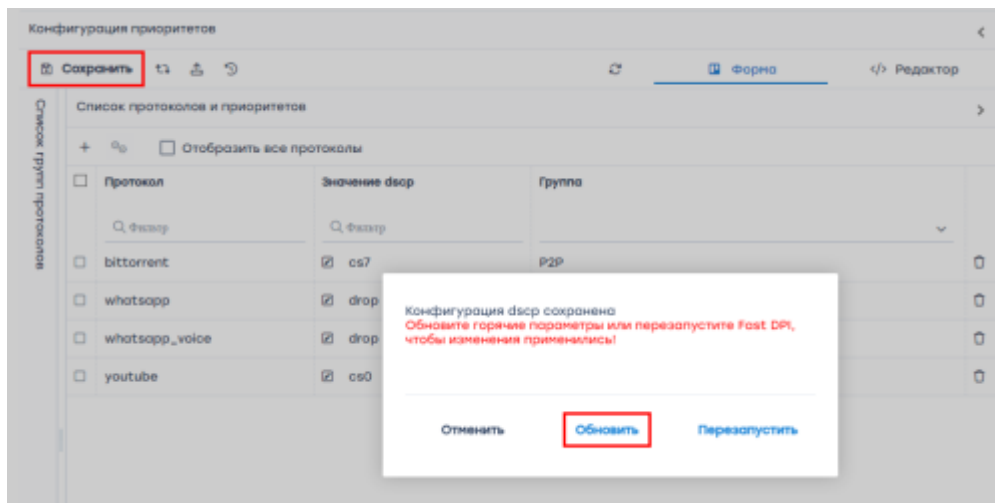 Конфигурация приоритетов
Сохранить
Форма
</> Редактор
Список групп протоколов
Список протоколов и приоритетов
Отобразить все протоколы
Протокол Значение dscp Группа
Фильтр Фильтр
bittorrent cs7 P2P
whatsapp drop
whatsapp_voice drop
youtube cs0
Конфигурация dscp сохранена
Обновите горячие параметры или перезапустите Fast DPI,
чтобы изменения применились!
Отменить Обновить Перезапустить